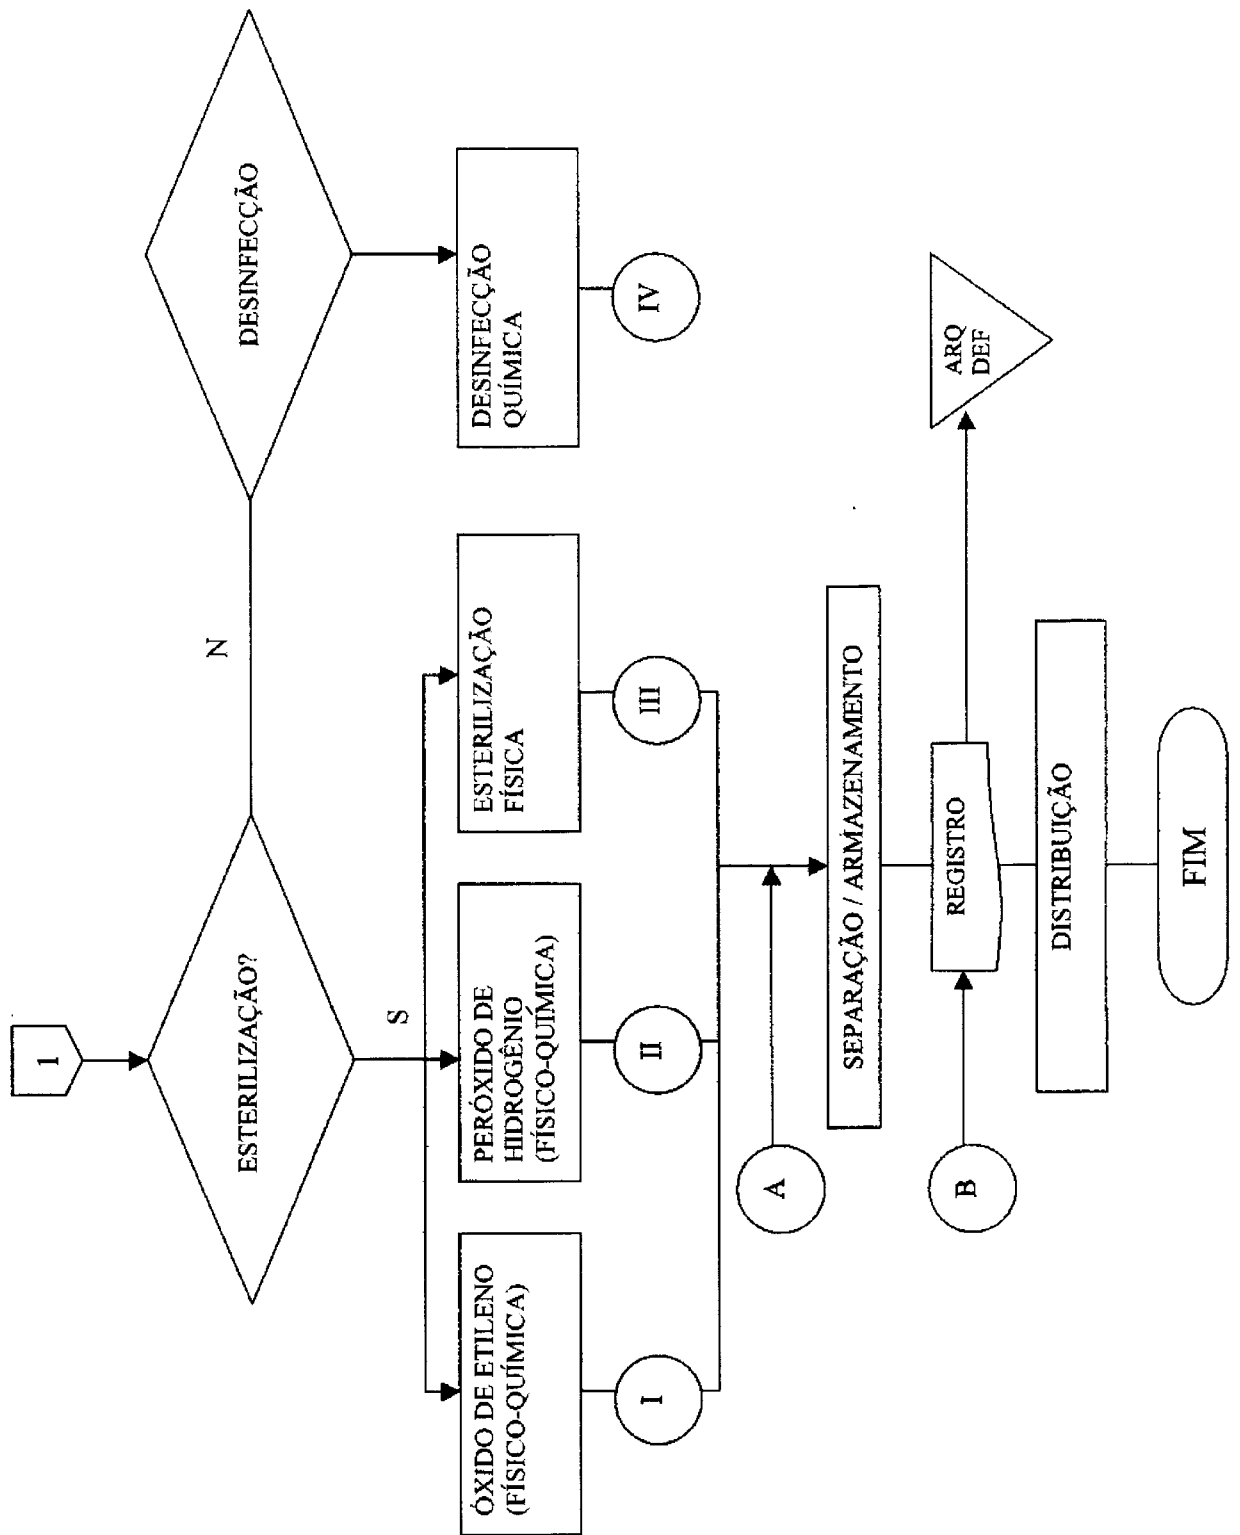 1
ESTERILIZAÇÃO?
N
DESINFECÇÃO
S
ÓXIDO DE ETILENO
(FÍSICO-QUÍMICA)
PERÓXIDO DE
HIDROGÊNIO
(FÍSICO-QUÍMICA)
ESTERILIZAÇÃO
FÍSICA
DESINFECÇÃO
QUÍMICA
I
II
III
IV
A
SEPARAÇÃO / ARMAZENAMENTO
B
REGISTRO
ARQ
DEF
DISTRIBUIÇÃO
FIM